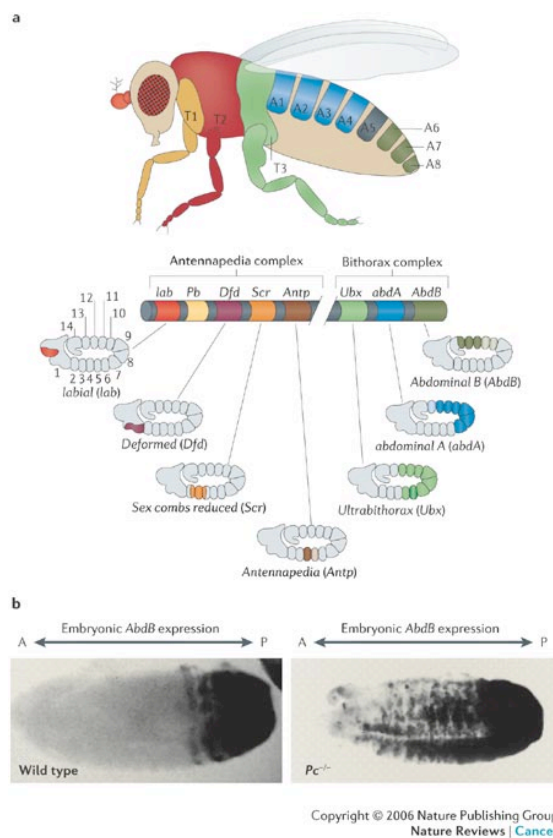 a
T1
T2
T3
A1
A2
A3
A4
A5
A6
A7
A8
Antennapedia complex
Bithorax complex
lab Pb Dfd Scr Antp
Ubx abdA AbdB
14
13
12
11
10
9
8
1 2 3 4 5 6 7
labial (lab)
Abdominal B (AbdB)
Deformed (Dfd)
abdominal A (abdA)
Sex combs reduced (Scr)
Ultrabithorax (Ubx)
Antennapedia (Antp)
b
Embryonic AbdB expression
A P
Wild type
Embryonic AbdB expression
A P
Pc-/-
Copyright © 2006 Nature Publishing Grou
Nature Reviews | Cance